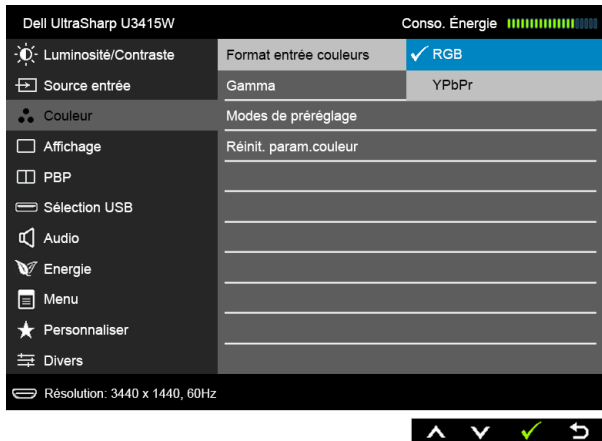 Dell UltraSharp U3415W Conso. Énergie
Luminosité/Contraste Format entrée couleurs RGB
Source entrée Gamma YPbPr
Couleur Modes de préréglage
Affichage Réinit. param.couleur
PBP
Sélection USB
Audio
Energie
Menu
Personnaliser
Divers
Résolution: 3440 x 1440, 60Hz